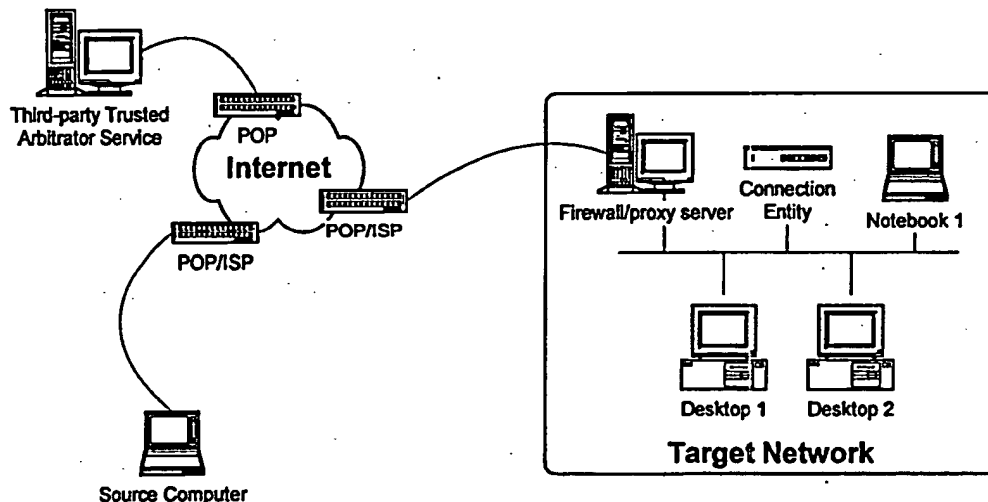 Third-party Trusted
Arbitrator Service
POP
Internet
POP/ISP
POP/ISP
Source Computer
Firewall/proxy server
Connection
Entity
Notebook 1
Desktop 1
Desktop 2
Target Network